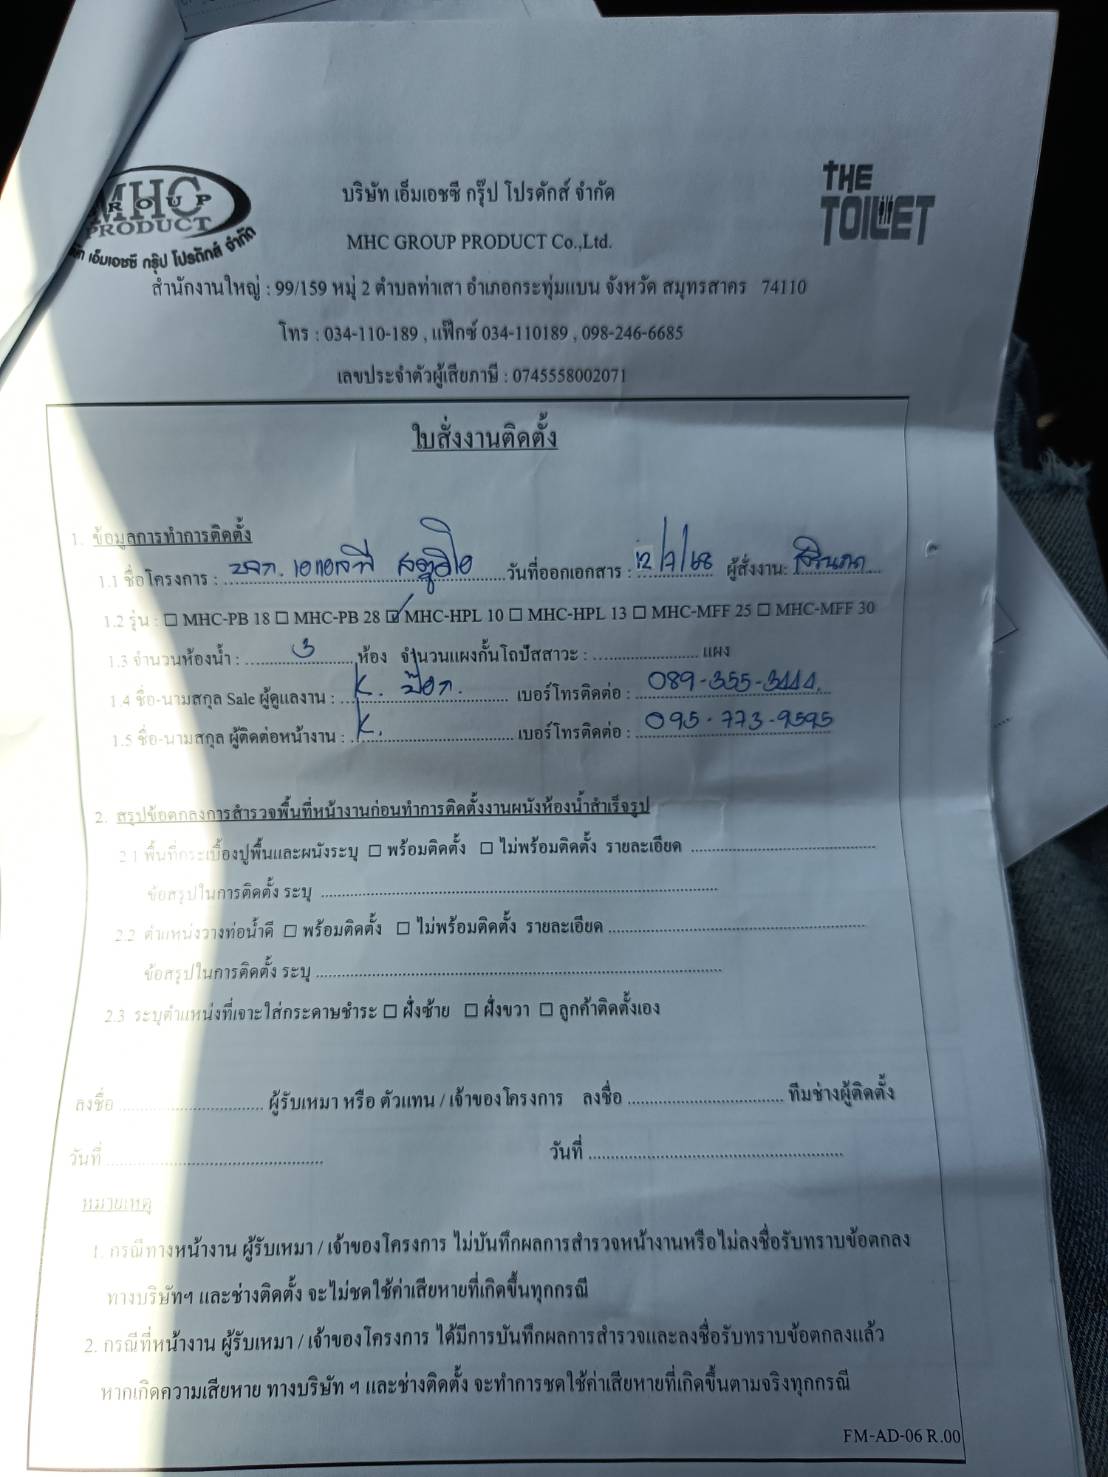 MHC
GROUP
PRODUCT
เอ็มเอชซี กรุ๊ป โปรดักส์ จำกัด
THE
TOILET
บริษัท เอ็มเอชซี กรุ๊ป โปรดักส์ จำกัด
MHC GROUP PRODUCT Co.,Ltd.
สำนักงานใหญ่ : 99/159 หมู่ 2 ตำบลท่าเสา อำเภอกระทุ่มแบน จังหวัด สมุทรสาคร 74110
โทร : 034-110-189 , แฟ๊กซ์ 034-110189 , 098-246-6685
เลขประจำตัวผู้เสียภาษี : 0745558002071
ใบสั่งงานติดตั้ง
1. ข้อมูลการทำการติดตั้ง
1.1 ชื่อโครงการ : หจก. สตูดิโอ วันที่ออกเอกสาร : 12/7/68 ผู้สั่งงาน:
1.2 รุ่น : ☐ MHC-PB 18 ☐ MHC-PB 28 ☑ MHC-HPL 10 ☐ MHC-HPL 13 ☐ MHC-MFF 25 ☐ MHC-MFF 30
1.3 จำนวนห้องน้ำ : 3 ห้อง จำนวนแผงกั้นโถปัสสาวะ : ........ แผง
1.4 ชื่อ-นามสกุล Sale ผู้ดูแลงาน : K. ป๊อก. เบอร์โทรติดต่อ : 089-355-3444.
1.5 ชื่อ-นามสกุล ผู้ติดต่อหน้างาน : K. เบอร์โทรติดต่อ : 095-773-9595
2. สรุปข้อตกลงการสำรวจพื้นที่หน้างานก่อนทำการติดตั้งงานผนังห้องน้ำสำเร็จรูป
2.1 พื้นที่กระเบื้องปูพื้นและผนังระบุ ☐ พร้อมติดตั้ง ☐ ไม่พร้อมติดตั้ง รายละเอียด ........
ข้อสรุปในการติดตั้ง ระบุ ........
2.2 ตำแหน่งวางท่อน้ำดี ☐ พร้อมติดตั้ง ☐ ไม่พร้อมติดตั้ง รายละเอียด ........
ข้อสรุปในการติดตั้ง ระบุ ........
2.3 ระบุตำแหน่งที่เจาะใส่กระดาษชำระ ☐ ฝั่งซ้าย ☐ ฝั่งขวา ☐ ลูกค้าติดตั้งเอง
ลงชื่อ ........ ผู้รับเหมา หรือ ตัวแทน / เจ้าของโครงการ ลงชื่อ ........ ทีมช่างผู้ติดตั้ง
วันที่ ........ วันที่ ........
หมายเหตุ
1. กรณีทางหน้างาน ผู้รับเหมา / เจ้าของโครงการ ไม่บันทึกผลการสำรวจหน้างานหรือไม่ลงชื่อรับทราบข้อตกลง
ทางบริษัทฯ และช่างติดตั้ง จะไม่ชดใช้ค่าเสียหายที่เกิดขึ้นทุกกรณี
2. กรณีที่หน้างาน ผู้รับเหมา / เจ้าของโครงการ ได้มีการบันทึกผลการสำรวจและลงชื่อรับทราบข้อตกลงแล้ว
หากเกิดความเสียหาย ทางบริษัท ฯ และช่างติดตั้ง จะทำการชดใช้ค่าเสียหายที่เกิดขึ้นตามจริงทุกกรณี
FM-AD-06 R.00